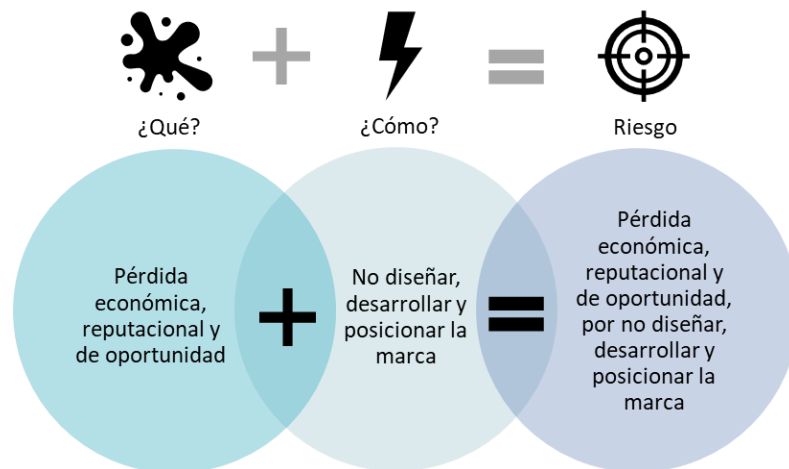 ¿Qué?
¿Cómo?
Riesgo
Pérdida
económica,
reputacional y
de oportunidad
No diseñar,
desarrollar y
posicionar la
marca
Pérdida
económica,
reputacional y
de oportunidad,
por no diseñar,
desarrollar y
posicionar la
marca